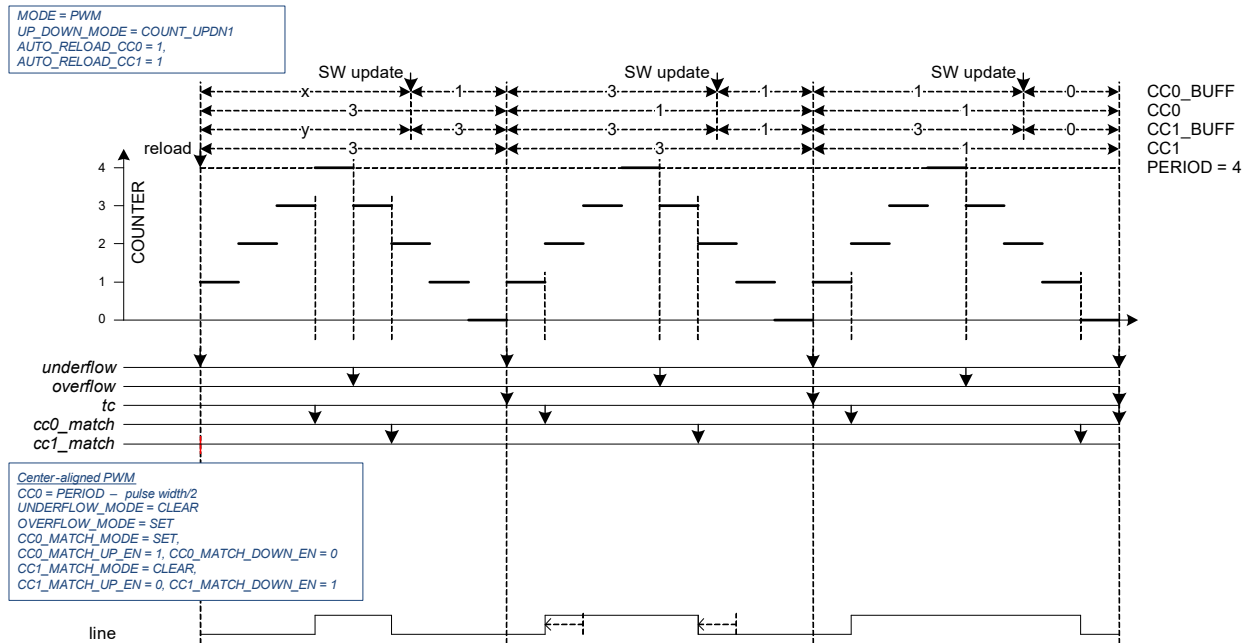 MODE = PWM
UP_DOWN_MODE = COUNT_UPDN1
AUTO_RELOAD_CC0 = 1,
AUTO_RELOAD_CC1 = 1
SW update SW update SW update
x 1 3 1 1 0 CC0_BUFF
3 1 1 CC0
y 3 3 1 3 0 CC1_BUFF
reload 3 3 1 CC1
4 PERIOD = 4
COUNTER
3
2
1
0
underflow
overflow
tc
cc0_match
cc1_match
Center-aligned PWM
CC0 = PERIOD – pulse width/2
UNDERFLOW_MODE = CLEAR
OVERFLOW_MODE = SET
CC0_MATCH_MODE = SET,
CC0_MATCH_UP_EN = 1, CC0_MATCH_DOWN_EN = 0
CC1_MATCH_MODE = CLEAR,
CC1_MATCH_UP_EN = 0, CC1_MATCH_DOWN_EN = 1
line